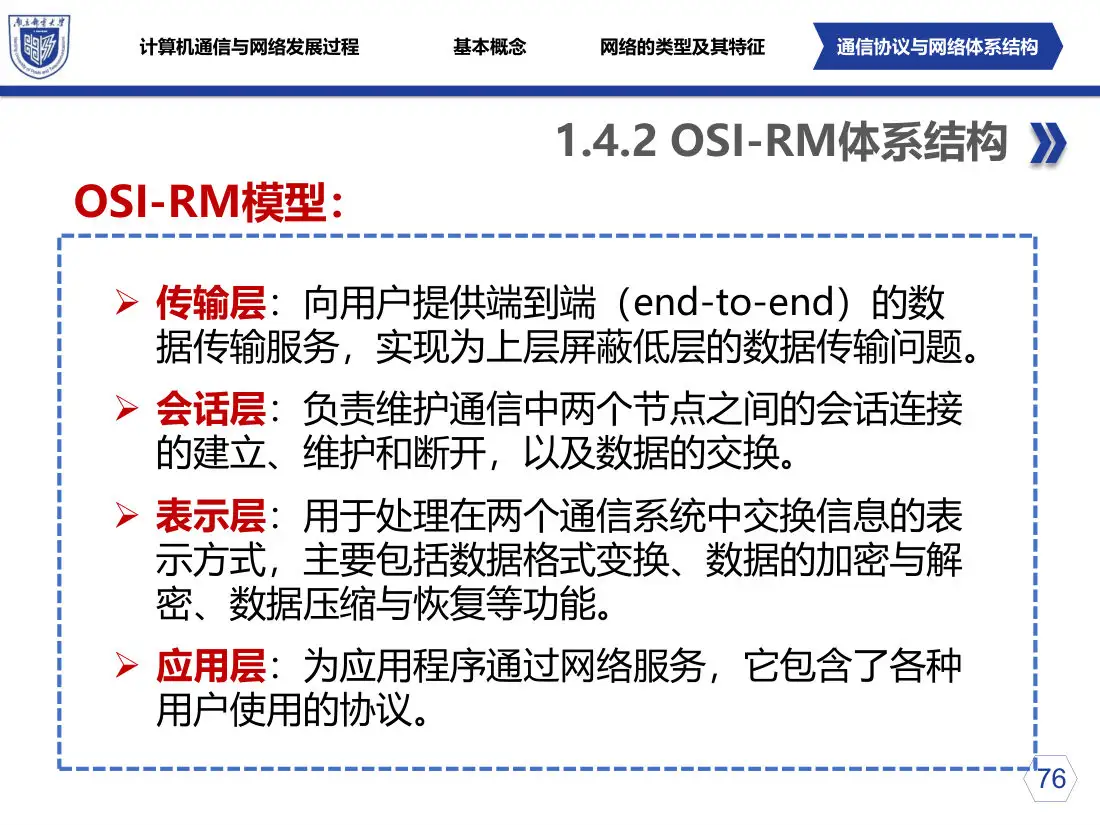 南京邮电大学
计算机通信与网络发展过程
基本概念
网络的类型及其特征
通信协议与网络体系结构
1.4.2 OSI-RM体系结构
OSI-RM模型：
传输层：向用户提供端到端（end-to-end）的数
据传输服务，实现为上层屏蔽低层的数据传输问题。
会话层：负责维护通信中两个节点之间的会话连接
的建立、维护和断开，以及数据的交换。
表示层：用于处理在两个通信系统中交换信息的表
示方式，主要包括数据格式变换、数据的加密与解
密、数据压缩与恢复等功能。
应用层：为应用程序通过网络服务，它包含了各种
用户使用的协议。
76